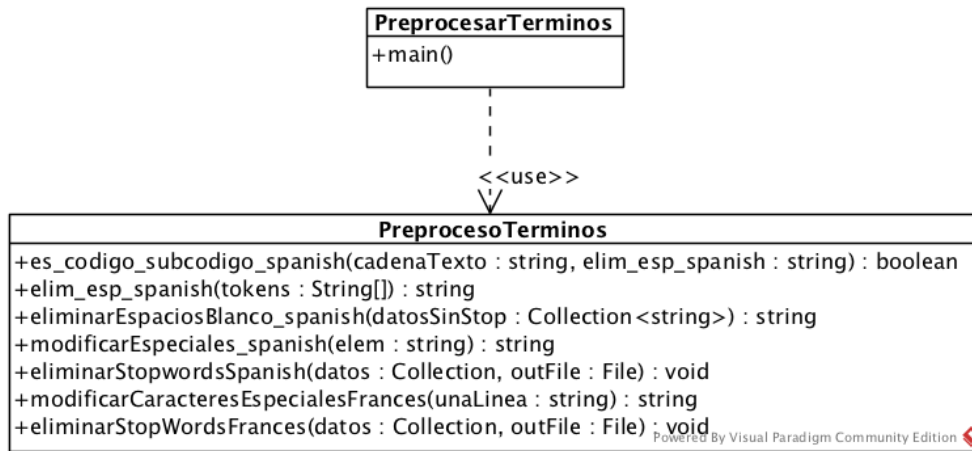 PreprocesarTerminos
+main()
<<use>>
PreprocesoTerminos
+es_codigo_subcodigo_spanish(cadenaTexto : string, elim_esp_spanish : string) : boolean
+elim_esp_spanish(tokens : String[]) : string
+eliminarEspaciosBlanco_spanish(datosSinStop : Collection<string>) : string
+modificarEspeciales_spanish(elem : string) : string
+eliminarStopwordsSpanish(datos : Collection, outFile : File) : void
+modificarCaracteresEspecialesFrances(unaLinea : string) : string
+eliminarStopWordsFrances(datos : Collection, outFile : File) : void
Powered By Visual Paradigm Community Edition